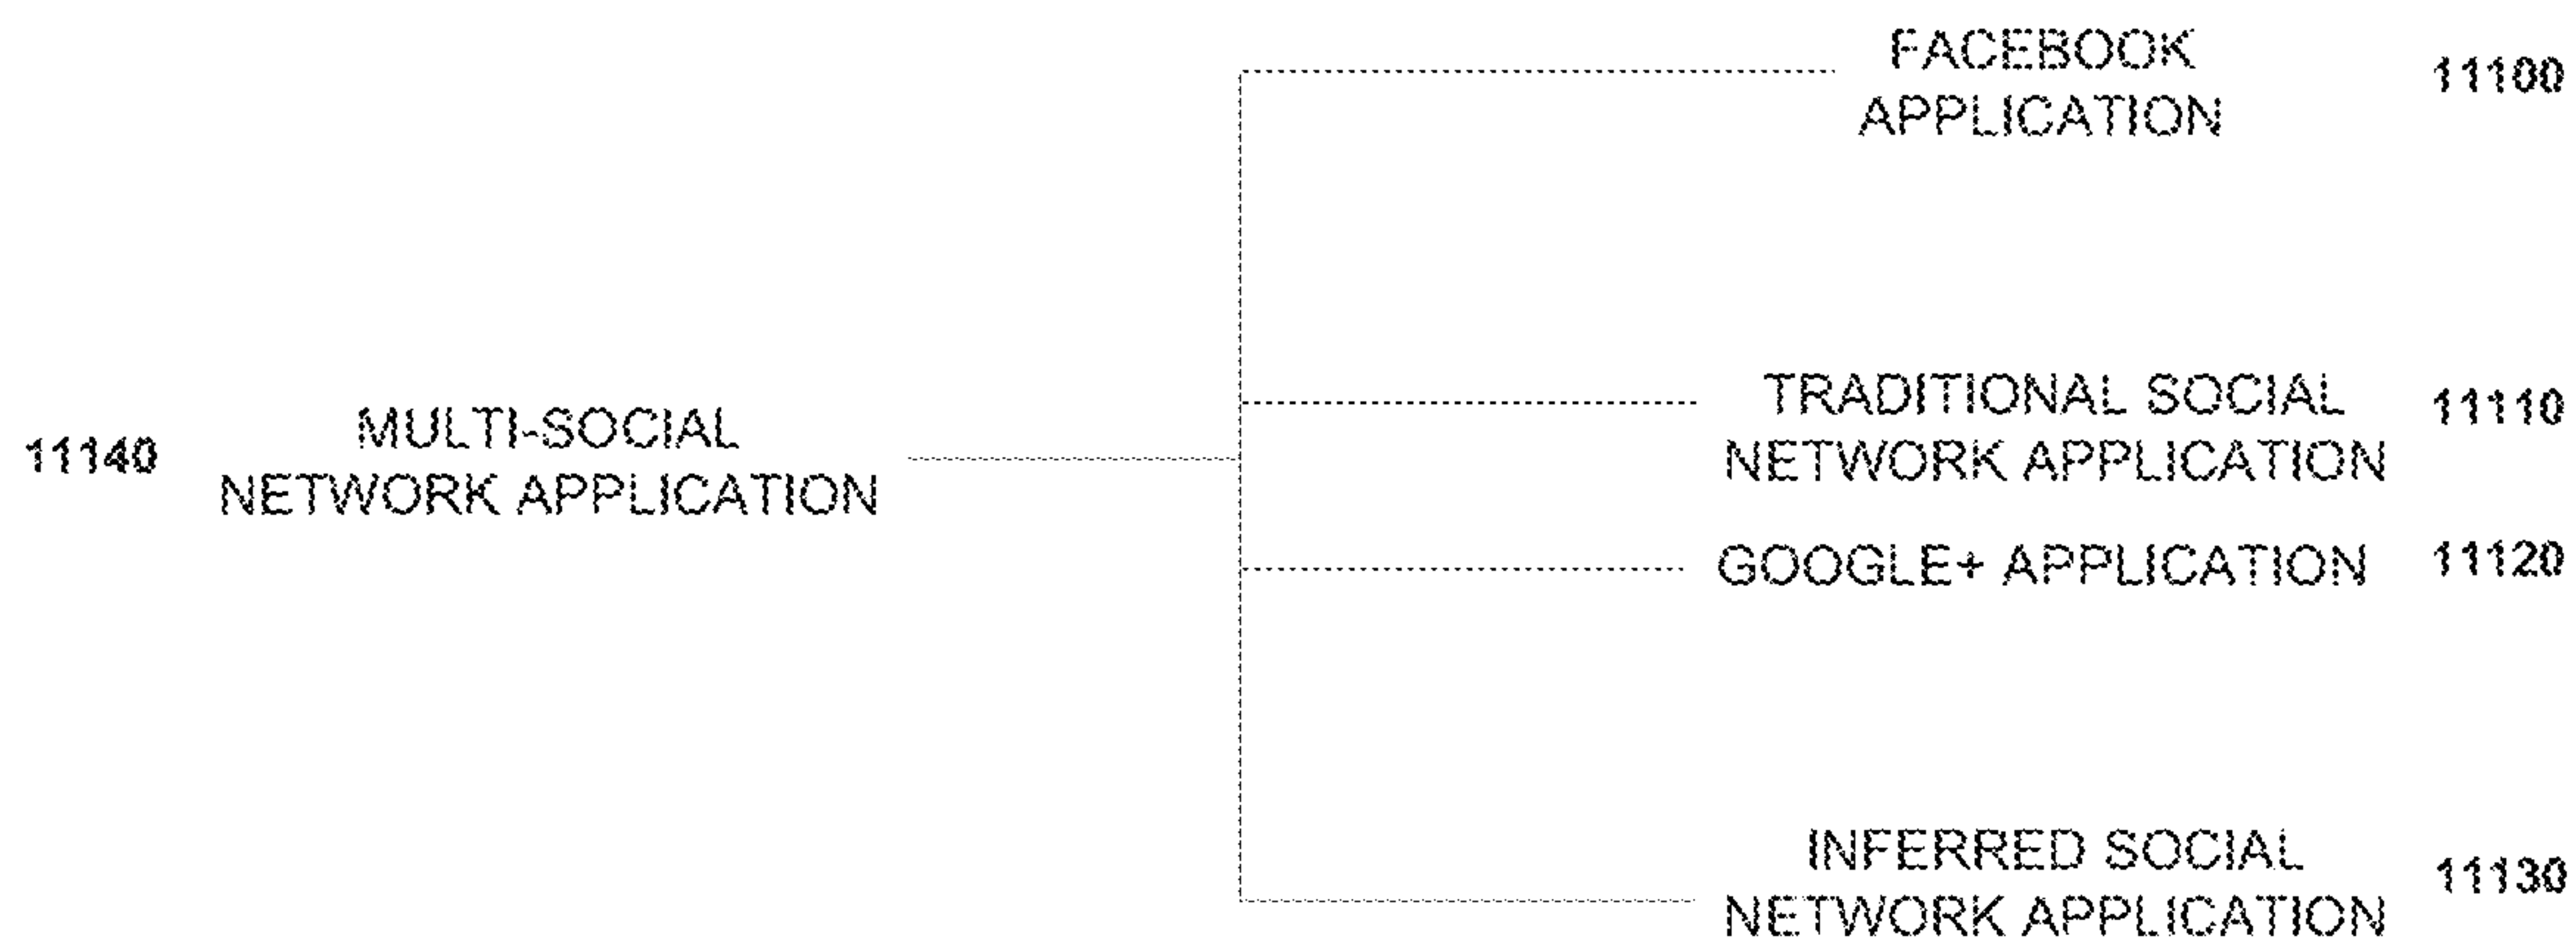 FACEBOOK
APPLICATION
11100
TRADITIONAL SOCIAL
NETWORK APPLICATION
11110
11140
MULTI-SOCIAL
NETWORK APPLICATION
GOOGLE+ APPLICATION
11120
INFERRED SOCIAL
NETWORK APPLICATION
11130